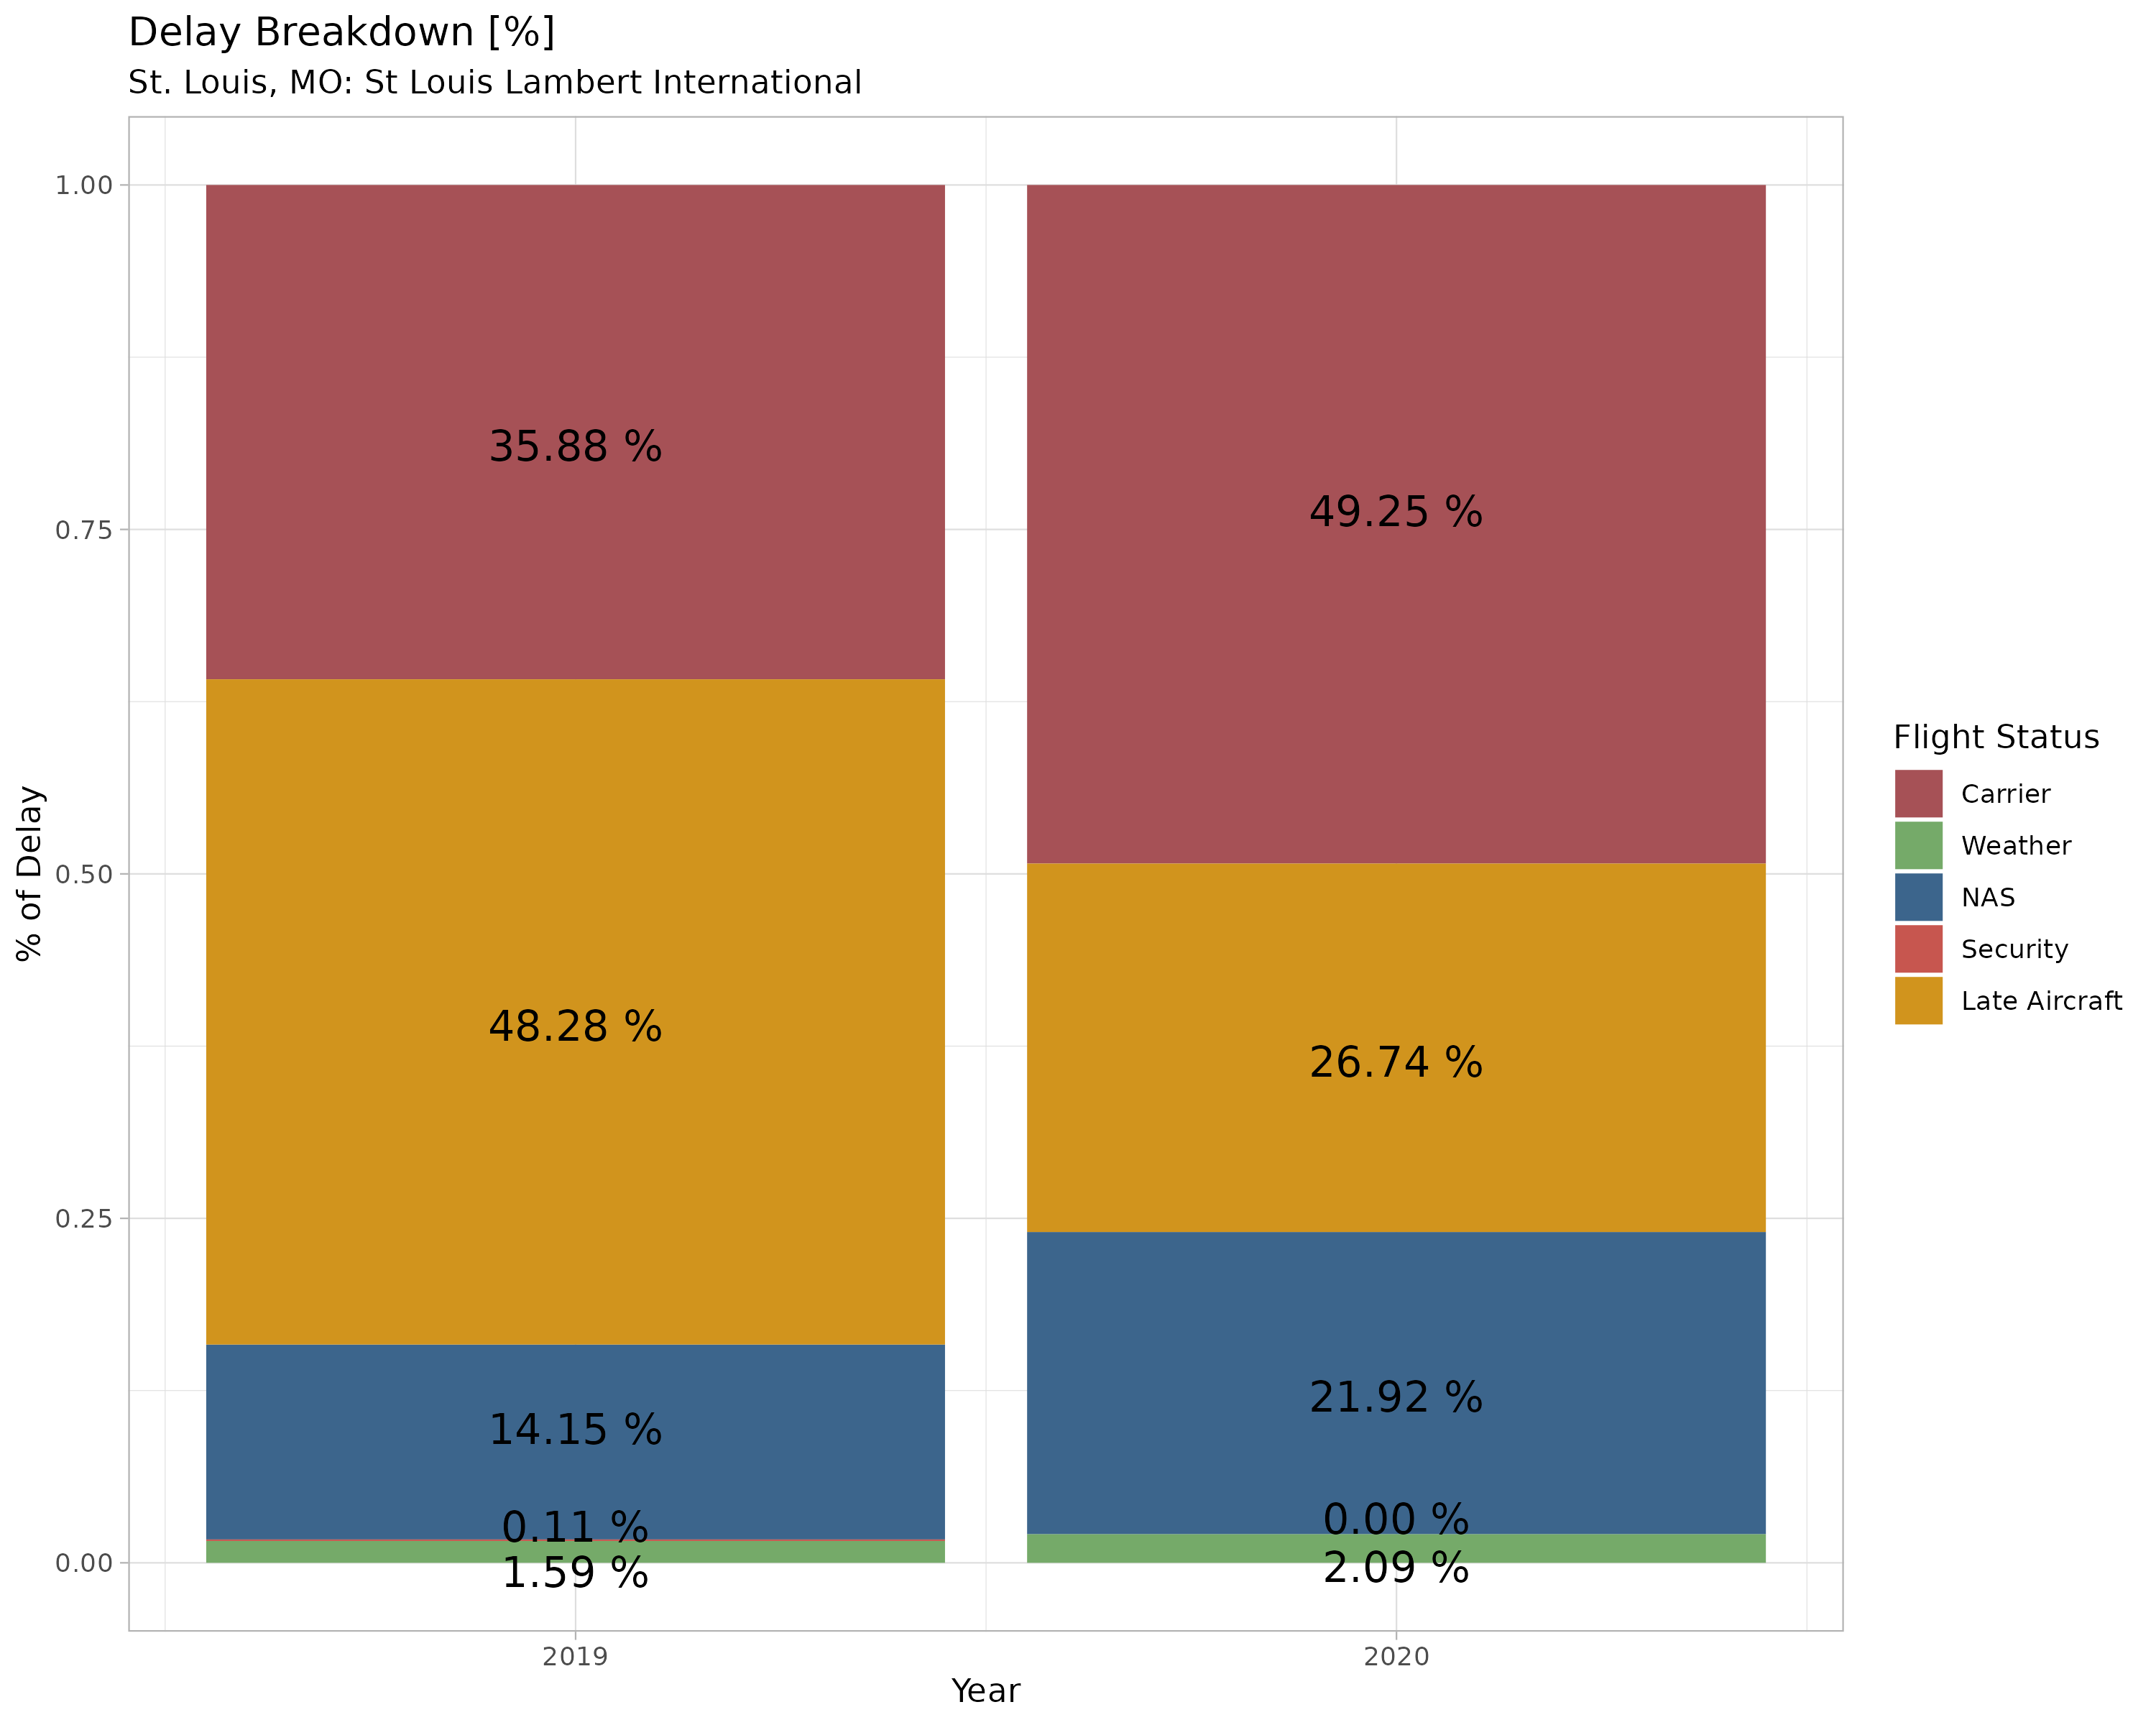 Delay Breakdown [%]
St. Louis, MO: St Louis Lambert International
% of Delay
1.00
0.75
0.50
0.25
0.00
35.88 %
48.28 %
14.15 %
0.11 %
1.59 %
49.25 %
26.74 %
21.92 %
0.00 %
2.09 %
2019
2020
Year
Flight Status
Carrier
Weather
NAS
Security
Late Aircraft